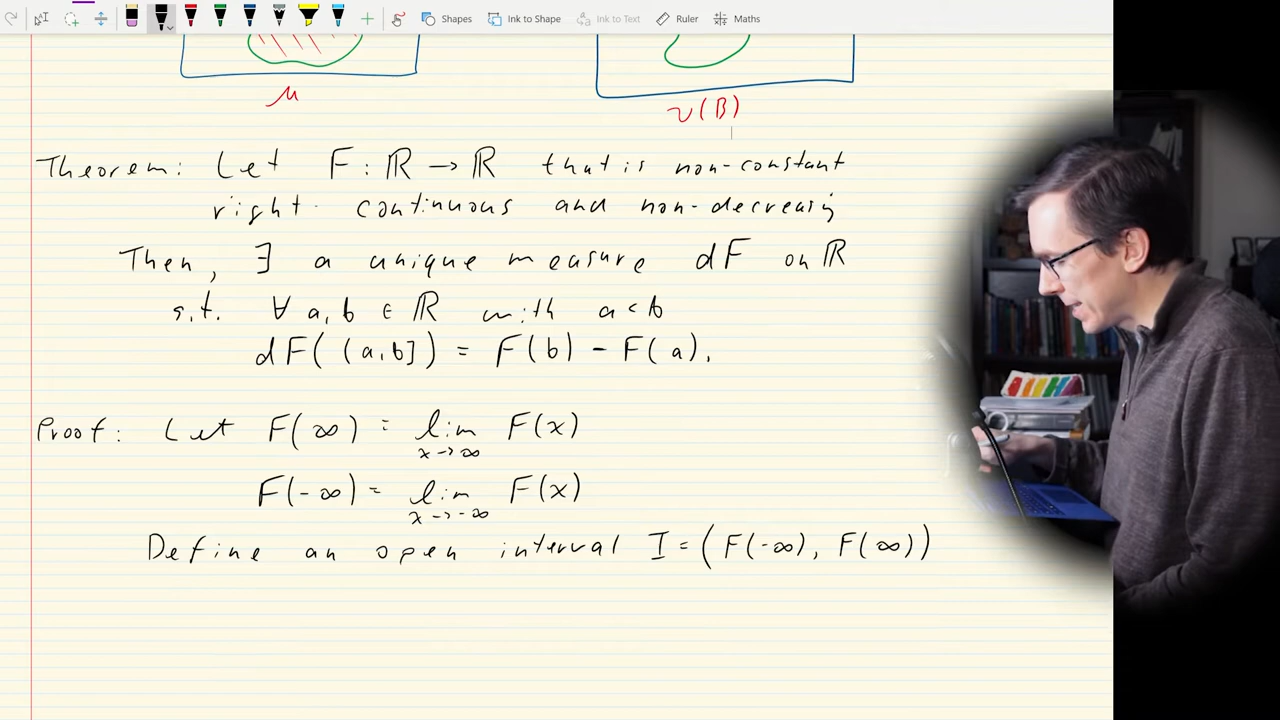 Shapes Ink to Shape Ink to Text Ruler Maths
μ
ν(B)
Theorem: Let F : ℝ → ℝ that is non-constant
right-continuous and non-decreasing
Then, ∃ a unique measure dF on ℝ
s.t. ∀ a,b ∈ ℝ with a<b
dF((a,b]) = F(b) - F(a).
Proof: Let F(∞) = lim x→∞ F(x)
F(-∞) = lim x→-∞ F(x)
Define an open interval I = (F(-∞), F(∞))